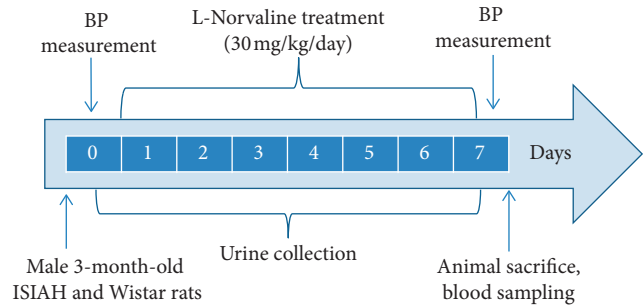 BP
measurement
L-Norvaline treatment
(30 mg/kg/day)
BP
measurement
0 1 2 3 4 5 6 7 Days
Urine collection
Male 3-month-old
ISIAH and Wistar rats
Animal sacrifice,
blood sampling